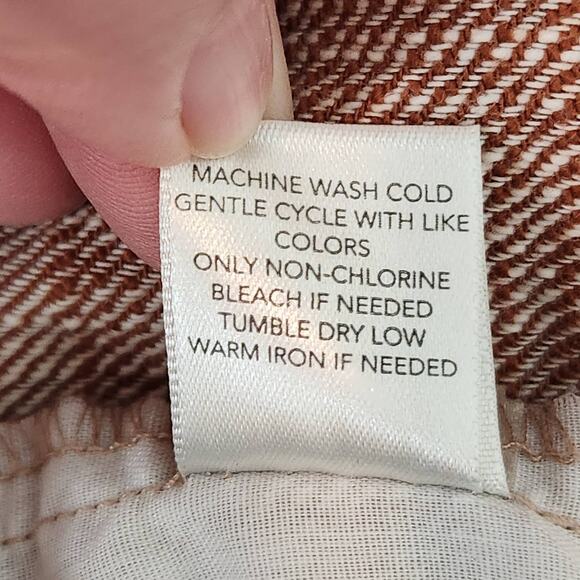 MACHINE WASH COLD
GENTLE CYCLE WITH LIKE
COLORS
ONLY NON-CHLORINE
BLEACH IF NEEDED
TUMBLE DRY LOW
WARM IRON IF NEEDED